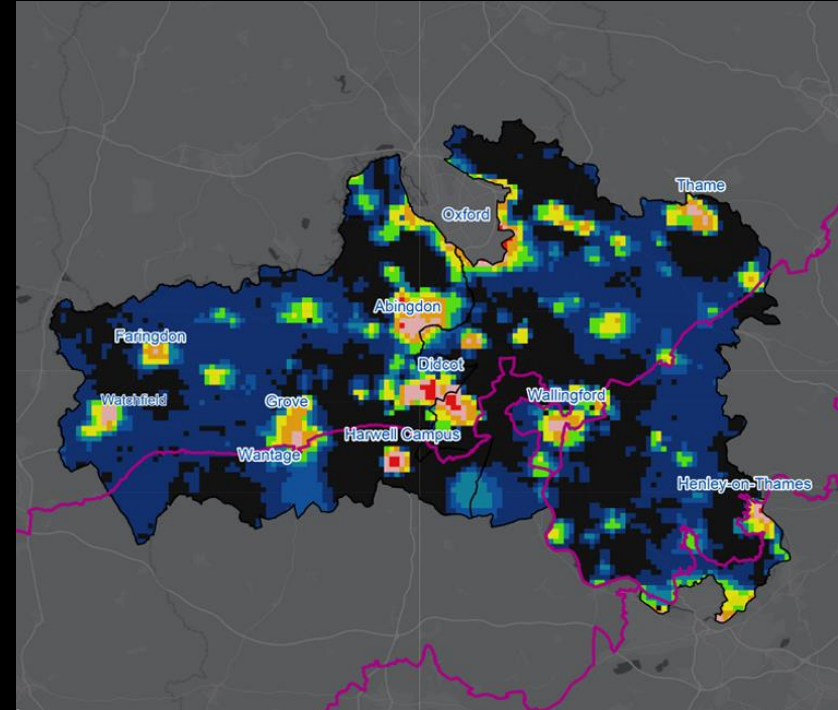 Thame
Oxford
Abingdon
Faringdon
Didcot
Watchfield
Grove
Wallingford
Harwell Campus
Wantage
Henley-on-Thames